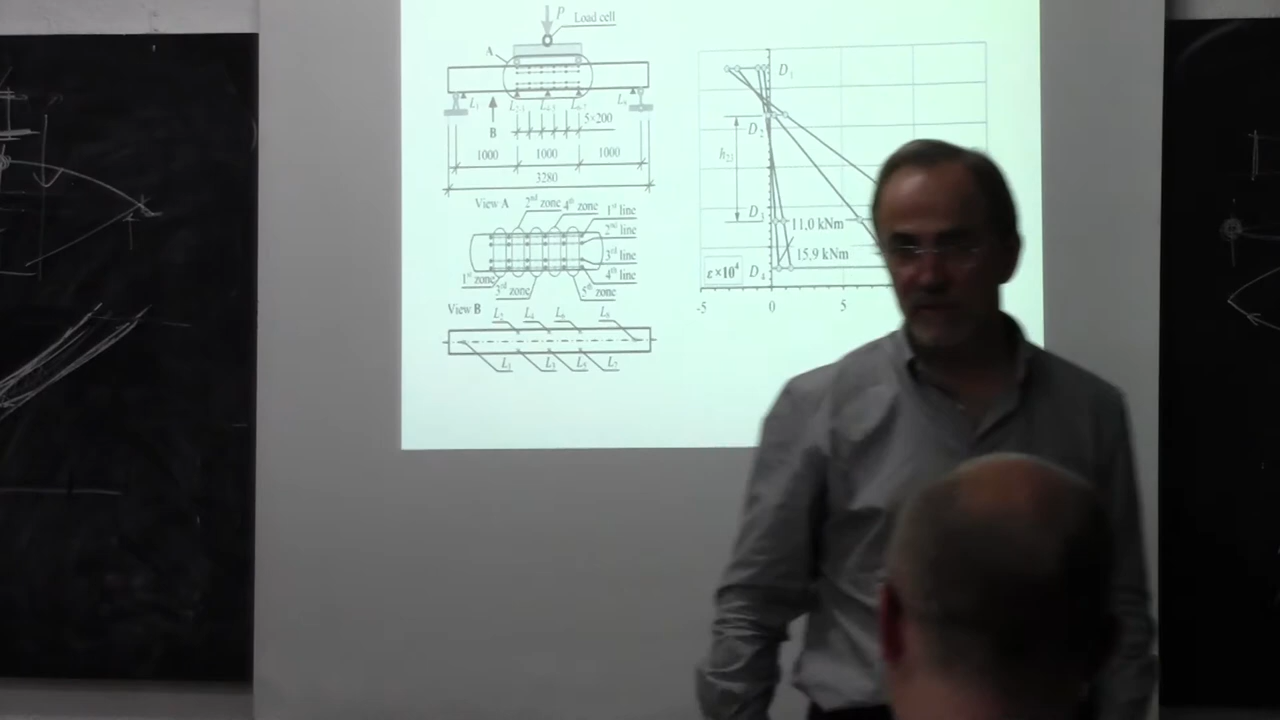 P
Load cell
A
L₁
L₂,₃
L₄,₅
L₆,₇
L₈
B
5×200
1000
1000
1000
3280
View A
2nd zone
4th zone
1st line
2nd line
3rd line
4th line
1st zone
3rd zone
5th zone
View B
L₂
L₄
L₆
L₈
L₁
L₃
L₅
L₇
D₁
D₂
h₂₃
D₃
11,0 kNm
15,9 kNm
ε×10⁴
D₄
-5
0
5